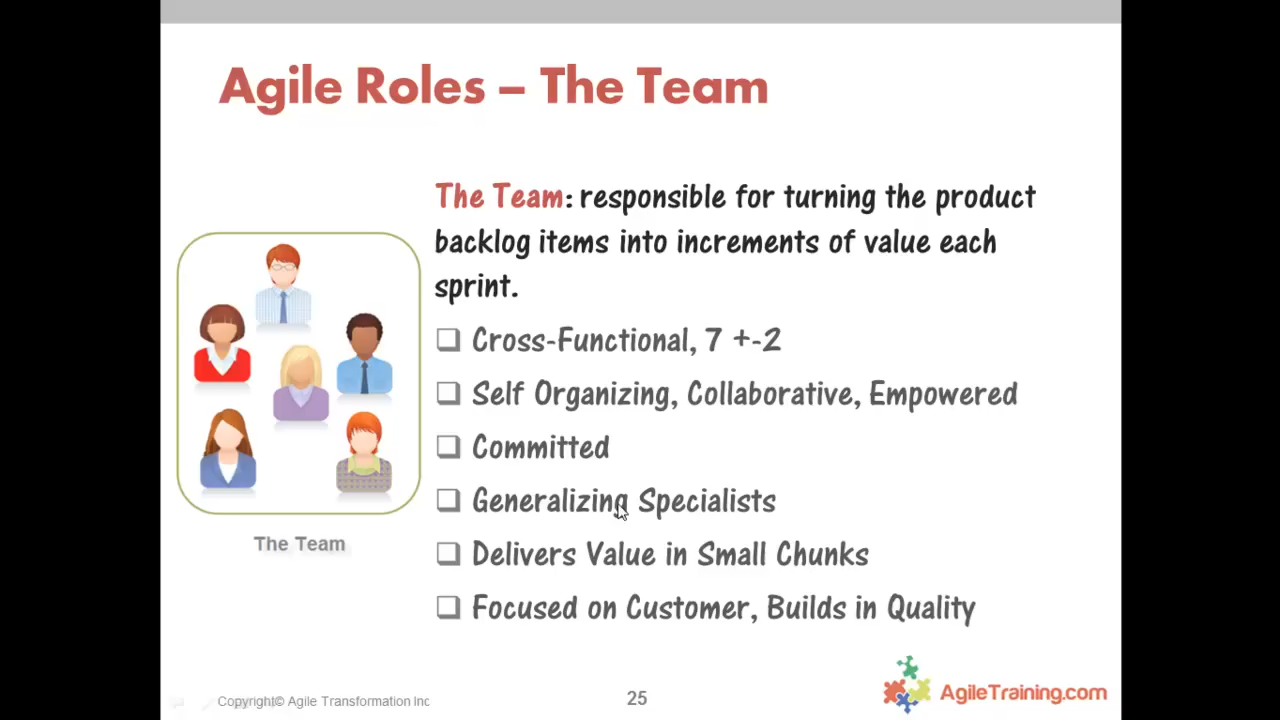 Agile Roles – The Team
The Team: responsible for turning the product
backlog items into increments of value each
sprint.
Cross-Functional, 7 +-2
Self Organizing, Collaborative, Empowered
Committed
Generalizing Specialists
Delivers Value in Small Chunks
Focused on Customer, Builds in Quality
The Team
Copyright© Agile Transformation Inc
25
AgileTraining.com